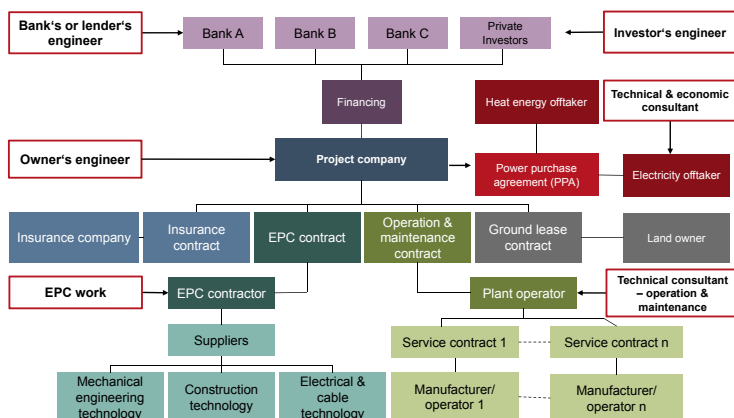 Bank‘s or lender‘s
engineer
Bank A
Bank B
Bank C
Private
Investors
Investor‘s engineer
Financing
Heat energy offtaker
Technical & economic
consultant
Owner‘s engineer
Project company
Power purchase
agreement (PPA)
Electricity offtaker
Insurance company
Insurance
contract
EPC contract
Operation &
maintenance
contract
Ground lease
contract
Land owner
EPC work
EPC contractor
Plant operator
Technical consultant
– operation &
maintenance
Suppliers
Service contract 1
Service contract n
Mechanical
engineering
technology
Construction
technology
Electrical &
cable
technology
Manufacturer/
operator 1
Manufacturer/
operator n